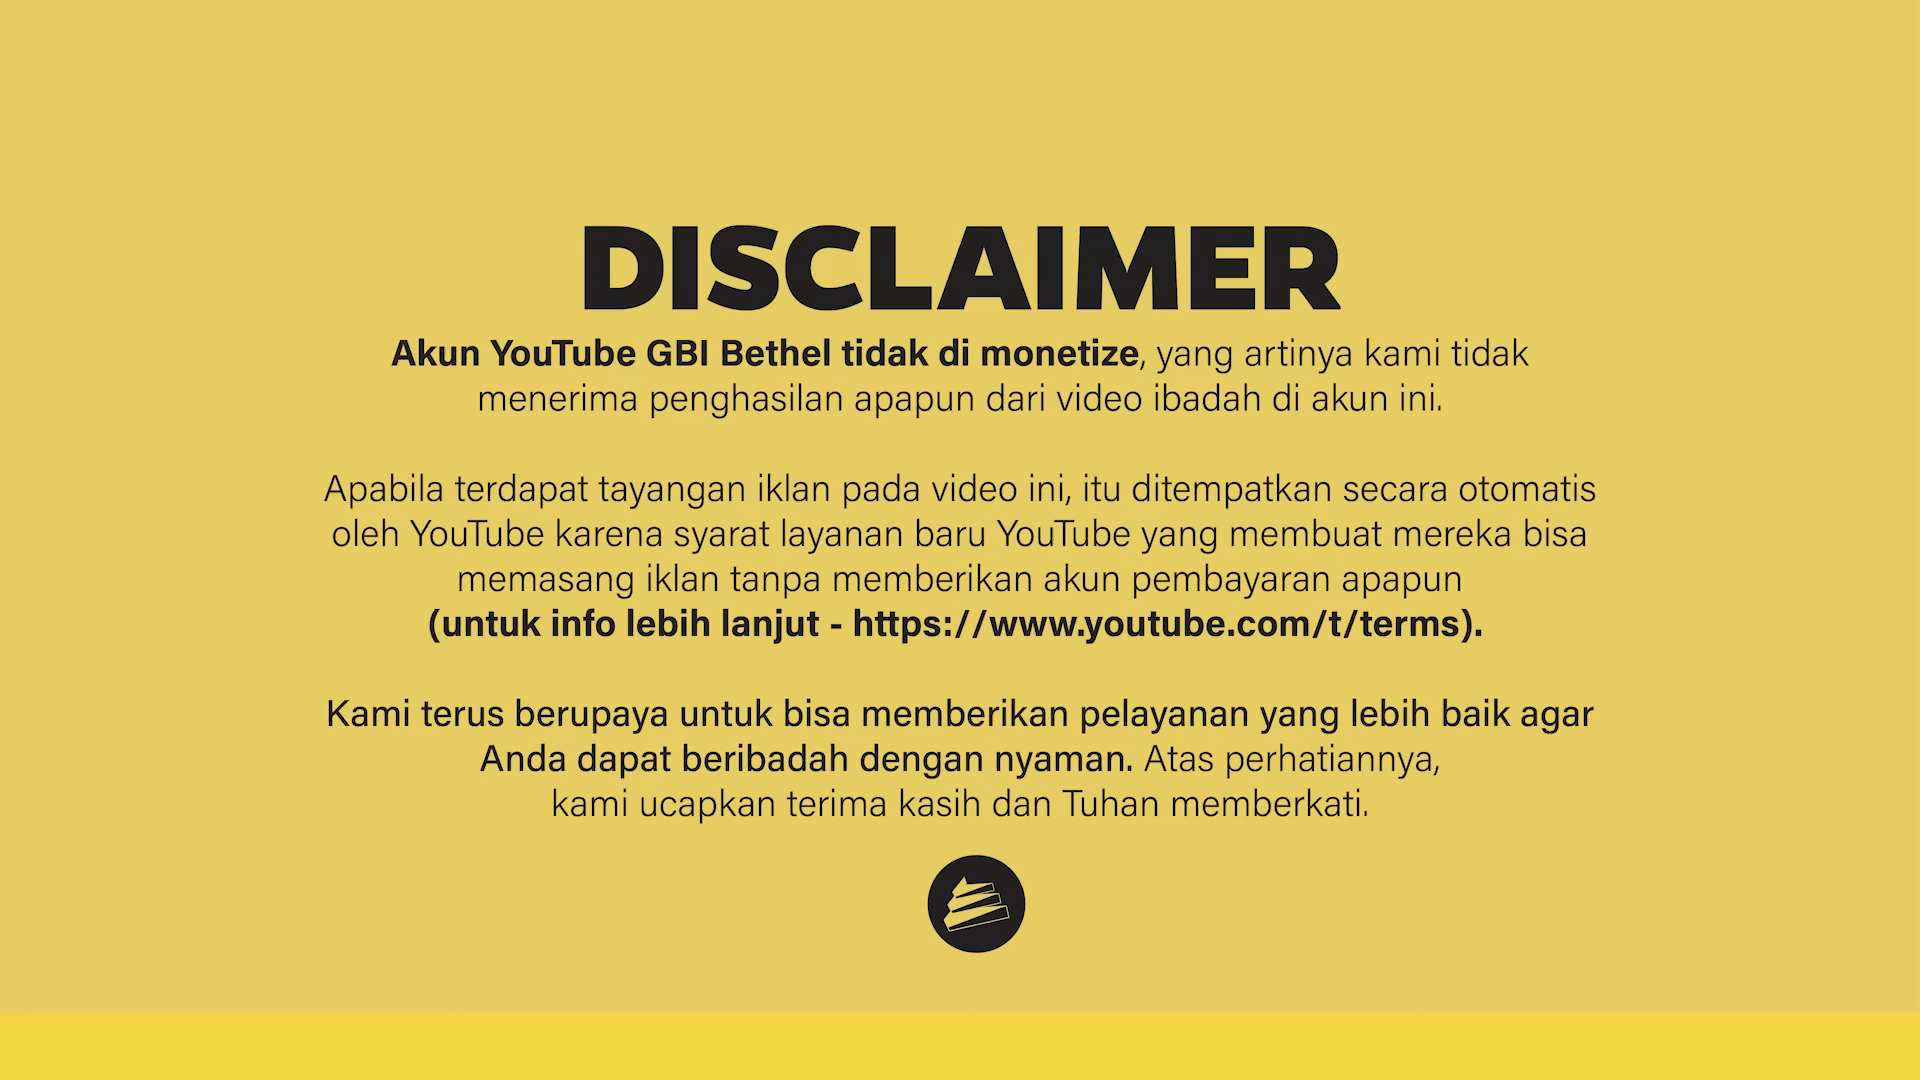 DISCLAIMER
Akun YouTube GBI Bethel tidak di monetize, yang artinya kami tidak
menerima penghasilan apapun dari video ibadah di akun ini.
Apabila terdapat tayangan iklan pada video ini, itu ditempatkan secara otomatis
oleh YouTube karena syarat layanan baru YouTube yang membuat mereka bisa
memasang iklan tanpa memberikan akun pembayaran apapun
(untuk info lebih lanjut - https://www.youtube.com/t/terms).
Kami terus berupaya untuk bisa memberikan pelayanan yang lebih baik agar
Anda dapat beribadah dengan nyaman. Atas perhatiannya,
kami ucapkan terima kasih dan Tuhan memberkati.